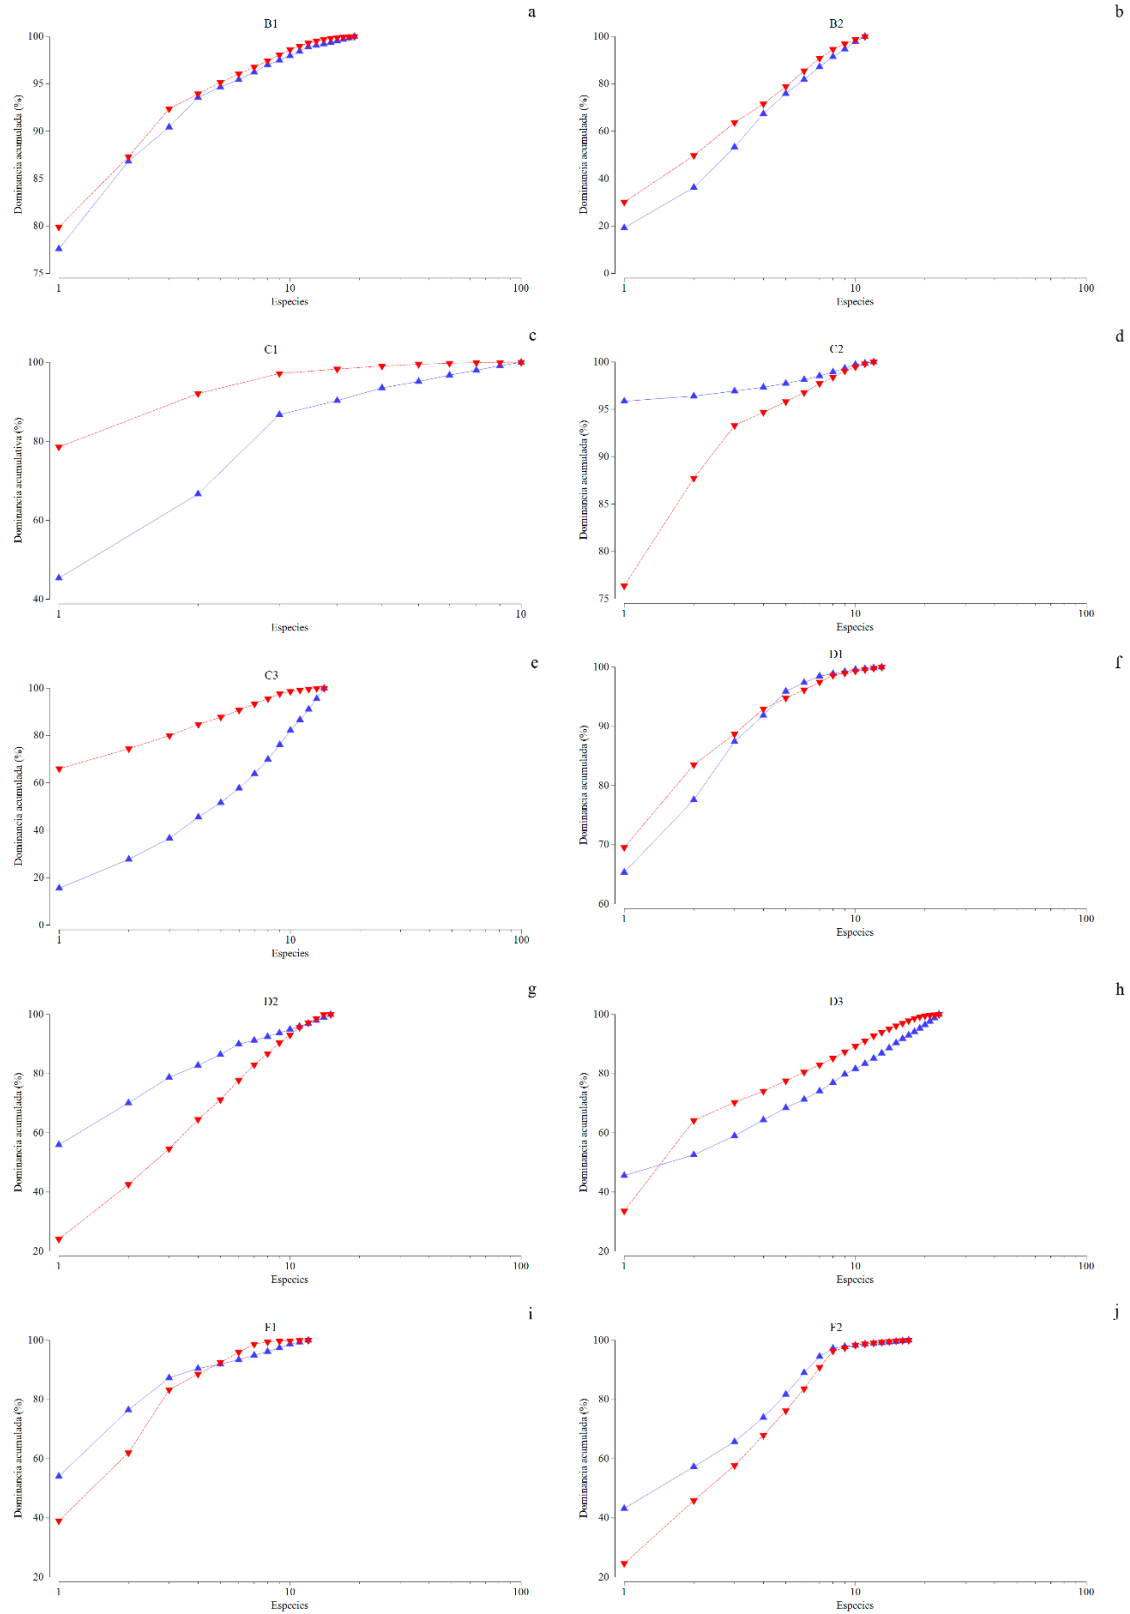 a
B1
Dominancia acumulada (%)
100
95
90
85
80
75
1
10
100
Especies
b
B2
Dominancia acumulada (%)
100
80
60
40
20
0
1
10
100
Especies
c
C1
Dominancia acumulativa (%)
100
80
60
40
1
10
Especies
d
C2
Dominancia acumulada (%)
100
95
90
85
80
75
1
10
100
Especies
e
C3
Dominancia acumulada (%)
100
80
60
40
20
0
1
10
100
Especies
f
D1
Dominancia acumulada (%)
100
90
80
70
60
1
10
100
Especies
g
D2
Dominancia acumulada (%)
100
80
60
40
20
1
10
100
Especies
h
D3
Dominancia acumulada (%)
100
80
60
40
20
1
10
100
Especies
i
F1
Dominancia acumulada (%)
100
80
60
40
20
1
10
100
Especies
j
F2
Dominancia acumulada (%)
100
80
60
40
20
1
10
100
Especies